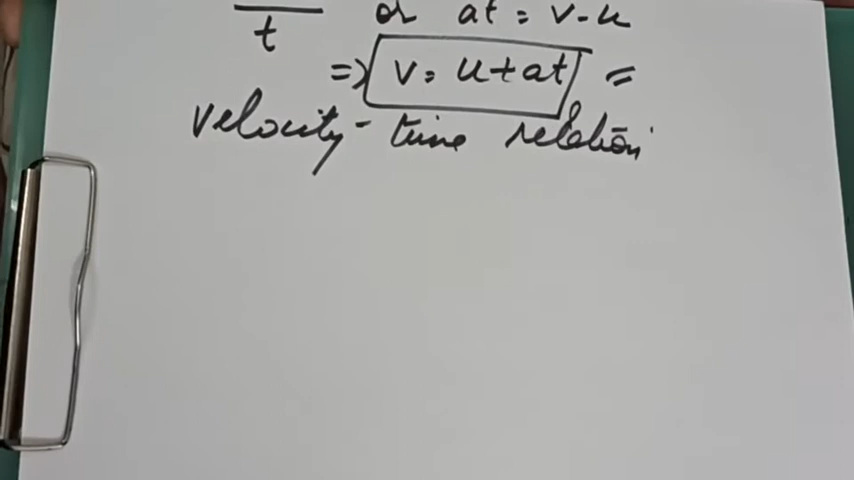 t or at = v - u
=> v = u + at =
velocity - time relation